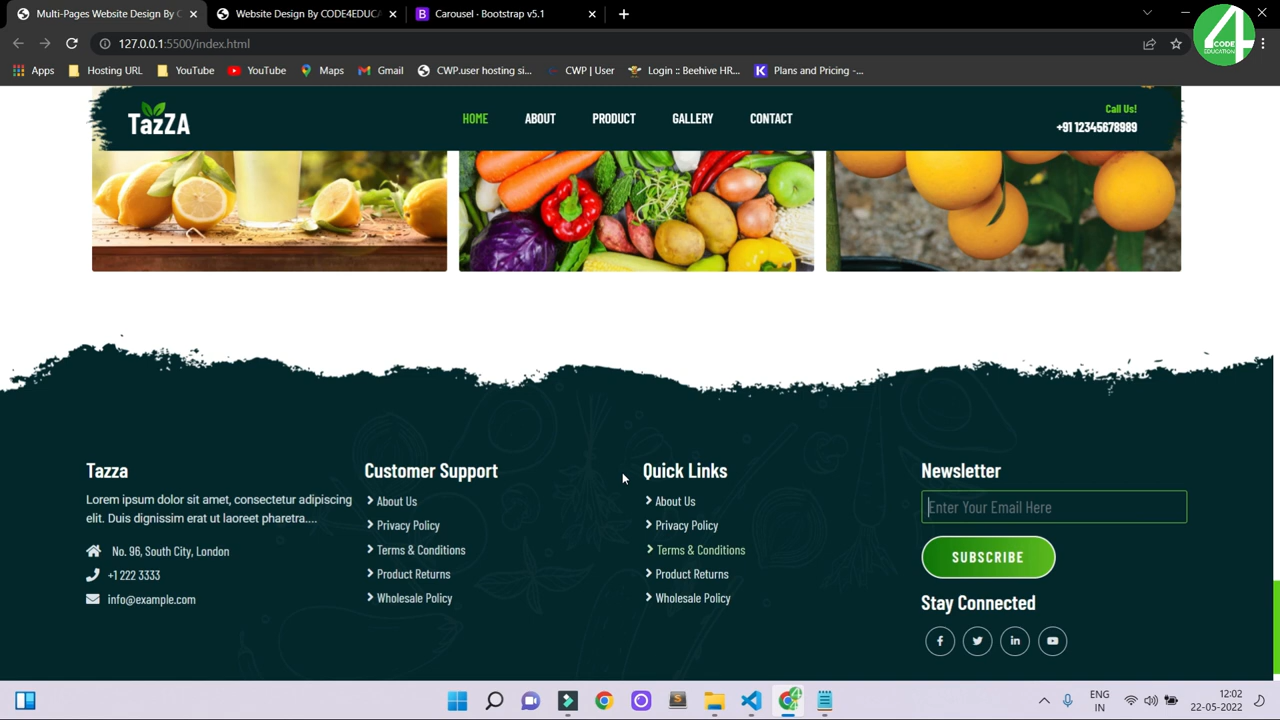 Multi-Pages Website Design By C
Website Design By CODE4EDUCA
Carousel · Bootstrap v5.1
127.0.0.1:5500/index.html
4
CODE
EDUCATION
Apps
Hosting URL
YouTube
YouTube
Maps
Gmail
CWP.user hosting si...
CWP | User
Login :: Beehive HR...
Plans and Pricing -...
TazZA
HOME
ABOUT
PRODUCT
GALLERY
CONTACT
Call Us!
+91 12345678989
Tazza
Lorem ipsum dolor sit amet, consectetur adipiscing
elit. Duis dignissim erat ut laoreet pharetra....
No. 96, South City, London
+1 222 3333
info@example.com
Customer Support
About Us
Privacy Policy
Terms & Conditions
Product Returns
Wholesale Policy
Quick Links
About Us
Privacy Policy
Terms & Conditions
Product Returns
Wholesale Policy
Newsletter
Enter Your Email Here
SUBSCRIBE
Stay Connected
ENG
IN
12:02
22-05-2022